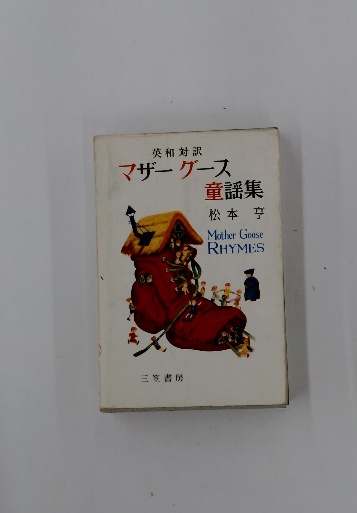 英和対訳
マザーグース
童謡集
松本 亨
Mother Goose
RHYMES
三笠書房